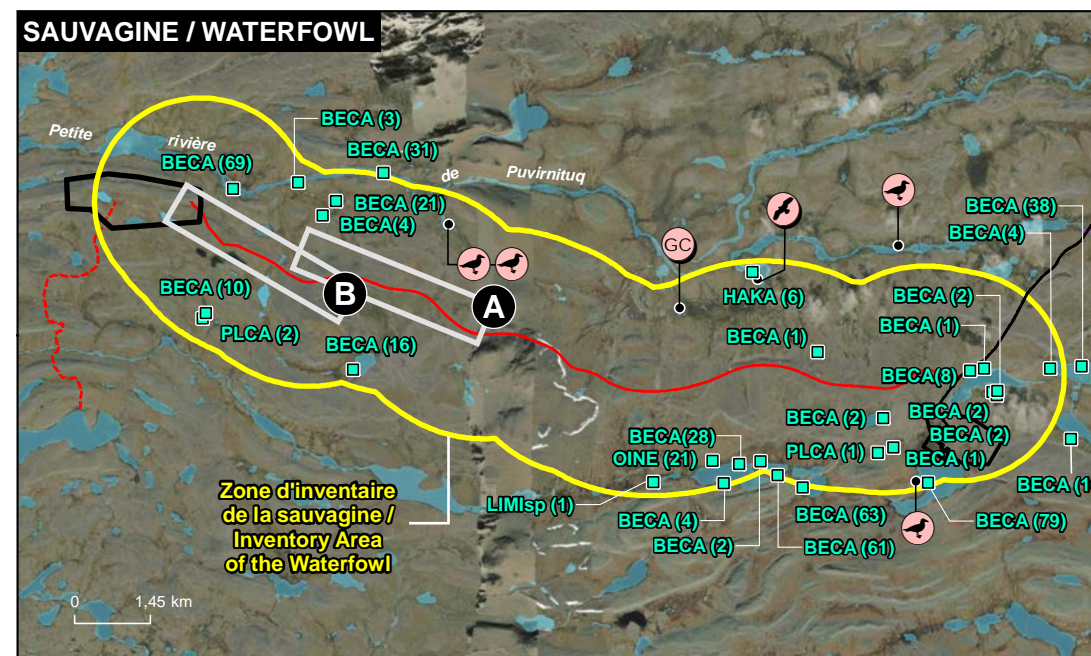 SAUVAGINE / WATERFOWL
BECA (3)
Petite
rivière
BECA (31)
de
Puvirnituq
BECA (69)
BECA (21)
BECA(4)
BECA (38)
BECA(4)
GC
BECA (10)
B
A
HAKA (6)
BECA (2)
PLCA (2)
BECA (1)
BECA (1)
BECA (16)
BECA(8)
BECA (2)
BECA (2)
BECA (2)
BECA(28)
PLCA (1)
BECA (1)
OINE (21)
Zone d'inventaire
de la sauvagine /
Inventory Area
of the Waterfowl
LIMIsp (1)
BECA (1
BECA (4)
BECA (63)
BECA (79)
BECA (2)
BECA (61)
0 1,45 km